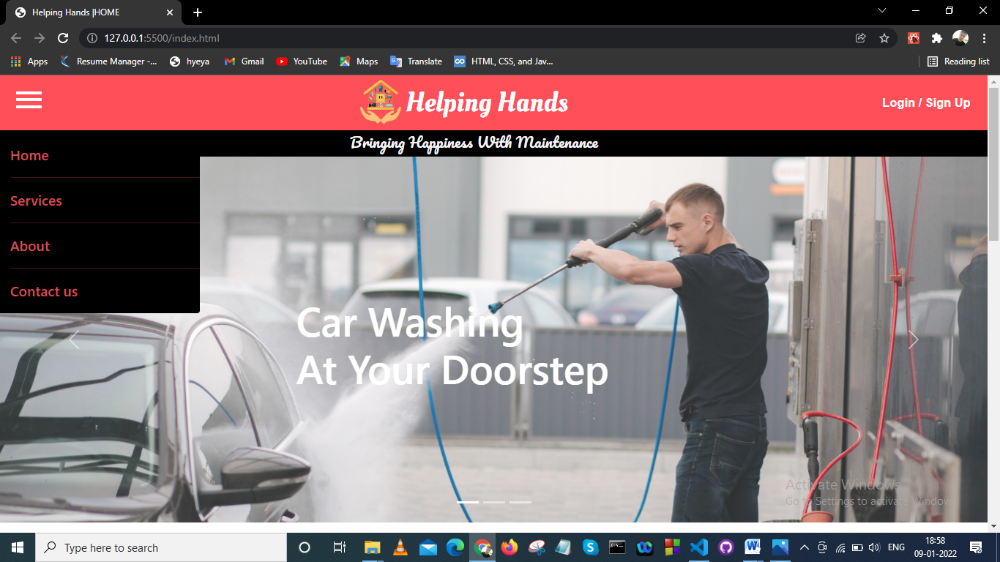 Helping Hands |HOME
127.0.0.1:5500/index.html
Apps
Resume Manager -...
hyeya
Gmail
YouTube
Maps
Translate
HTML, CSS, and Jav...
Reading list
Helping Hands
Login / Sign Up
Bringing Happiness With Maintenance
Home
Services
About
Contact us
Car Washing
At Your Doorstep
Activate Windows
Go to Settings to activate Windows.
Type here to search
ENG
18:58
09-01-2022